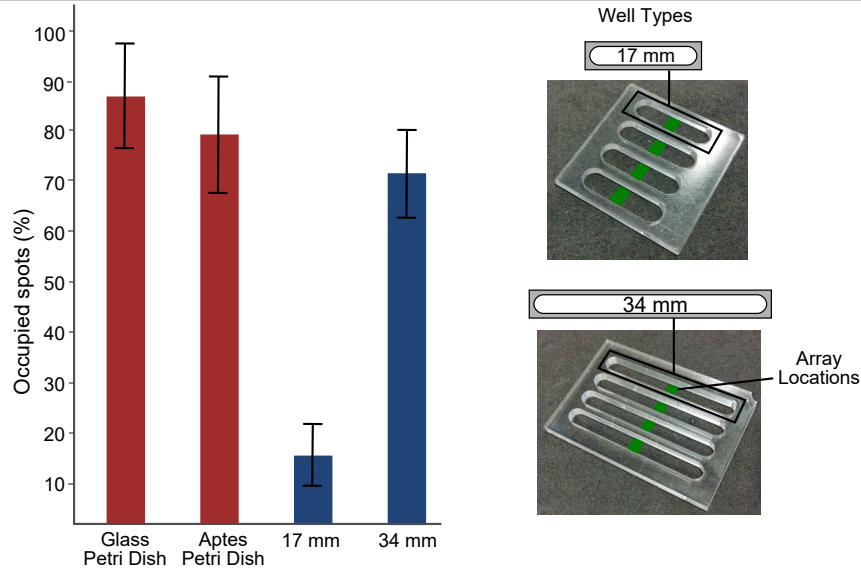 Occupied spots (%)
100
90
80
70
60
50
40
30
20
10
Glass
Petri Dish
Aptes
Petri Dish
17 mm
34 mm
Well Types
17 mm
34 mm
Array
Locations